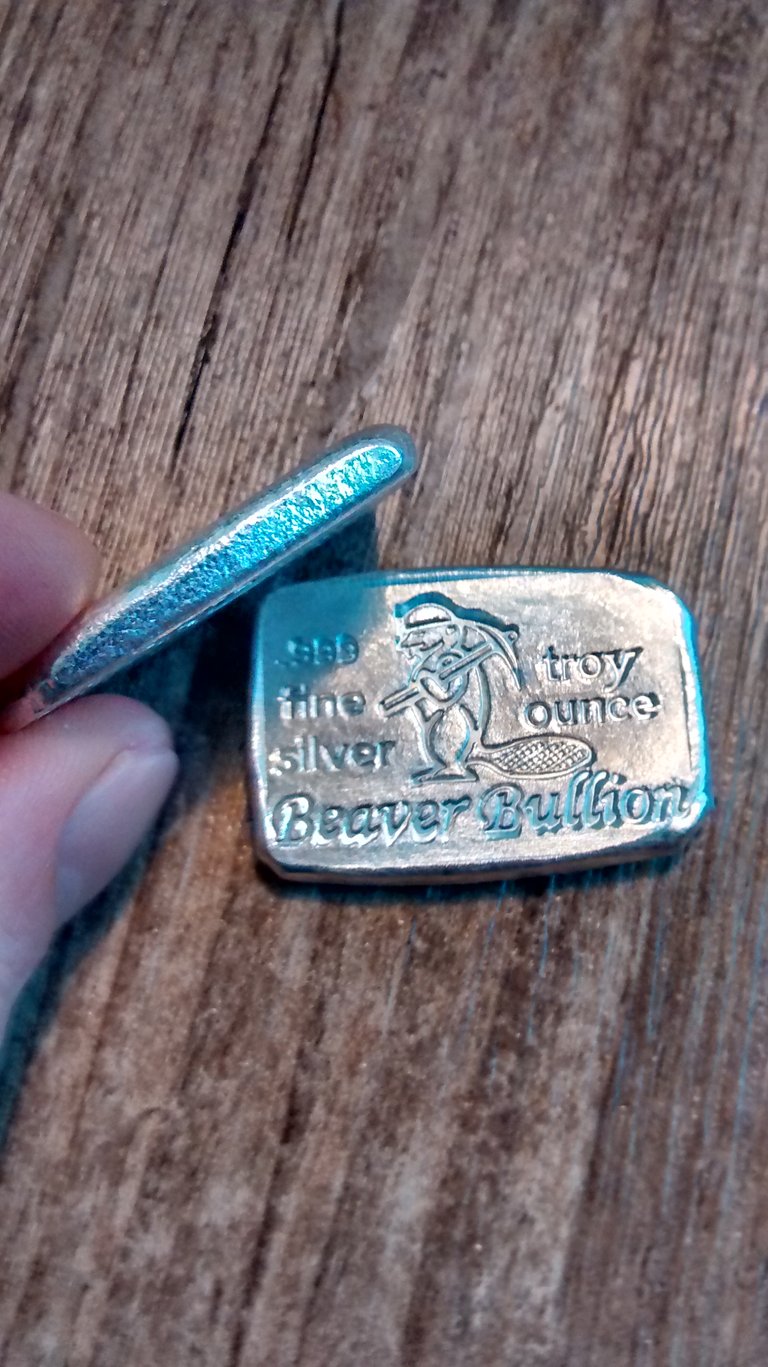 .999
fine
silver
troy
ounce
Beaver Bullion